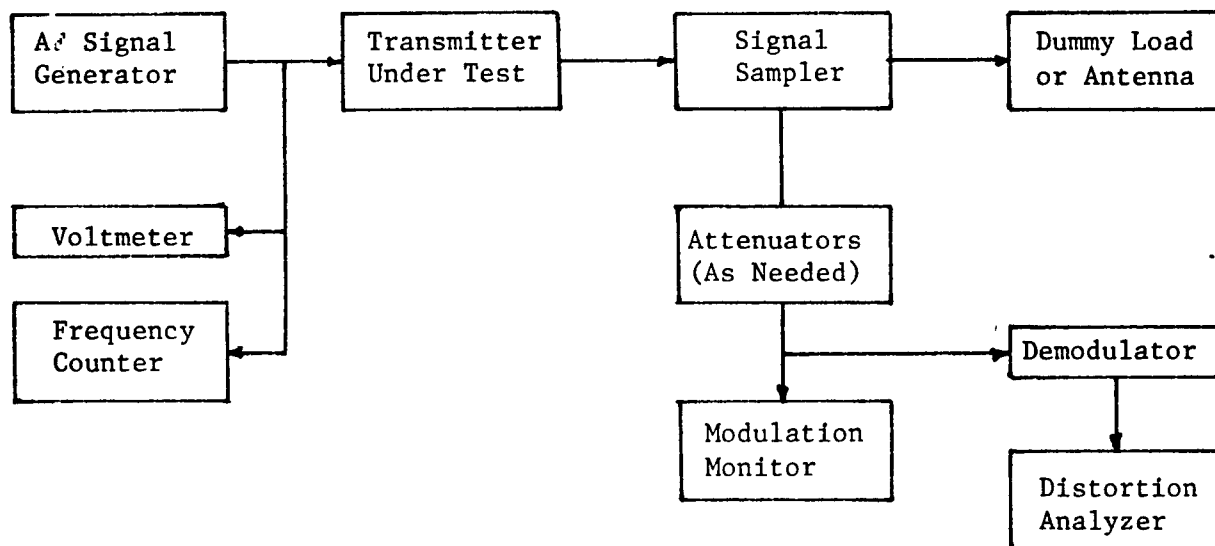 Signal
Generator
Transmitter
Under Test
Signal
Sampler
Dummy Load
or Antenna
Voltmeter
Attenuators
(As Needed)
Frequency
Counter
Demodulator
Modulation
Monitor
Distortion
Analyzer